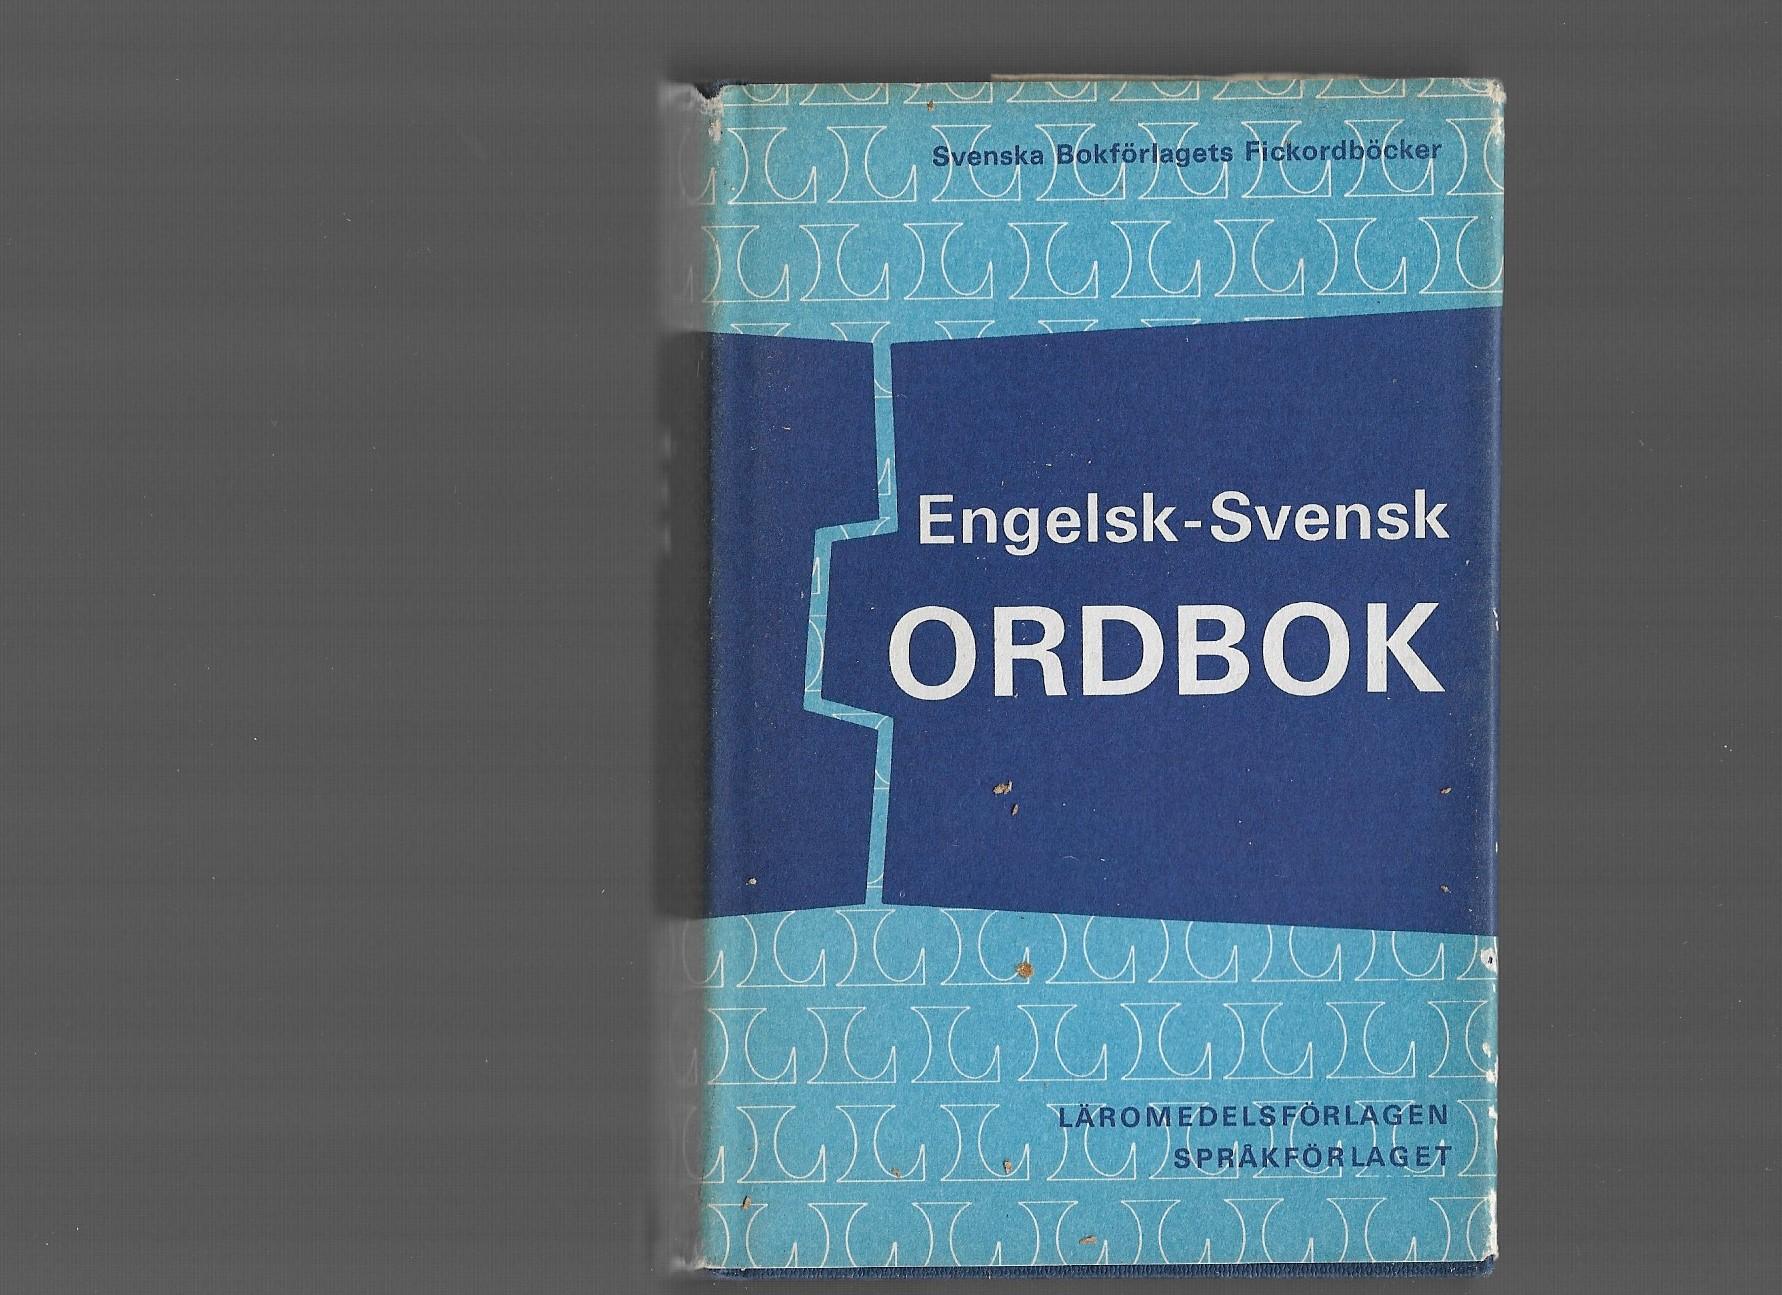 Svenska Bokförlagets Fickordböcker
Engelsk-Svensk
ORDBOK
LÄROMEDELSFÖRLAGEN
SPRÅKFÖRLAGET